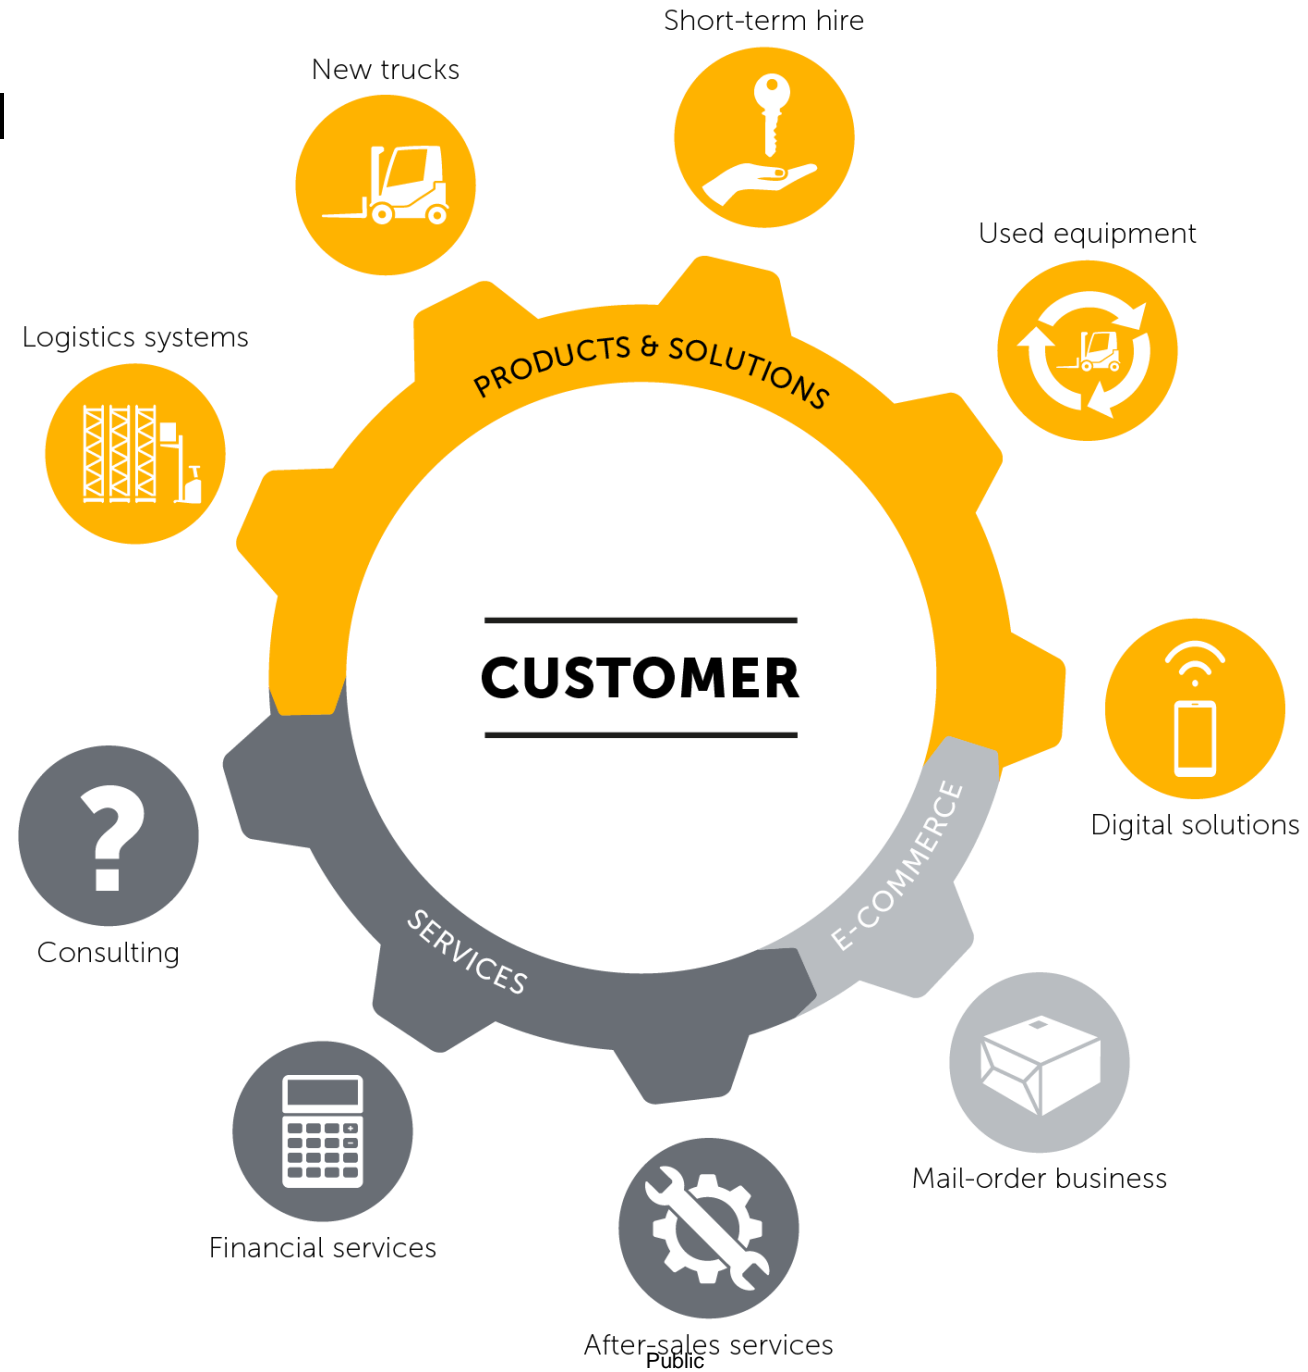 Short-term hire
New trucks
Used equipment
Logistics systems
PRODUCTS & SOLUTIONS
CUSTOMER
Digital solutions
E-COMMERCE
SERVICES
Consulting
Mail-order business
Financial services
After-sales services
Public